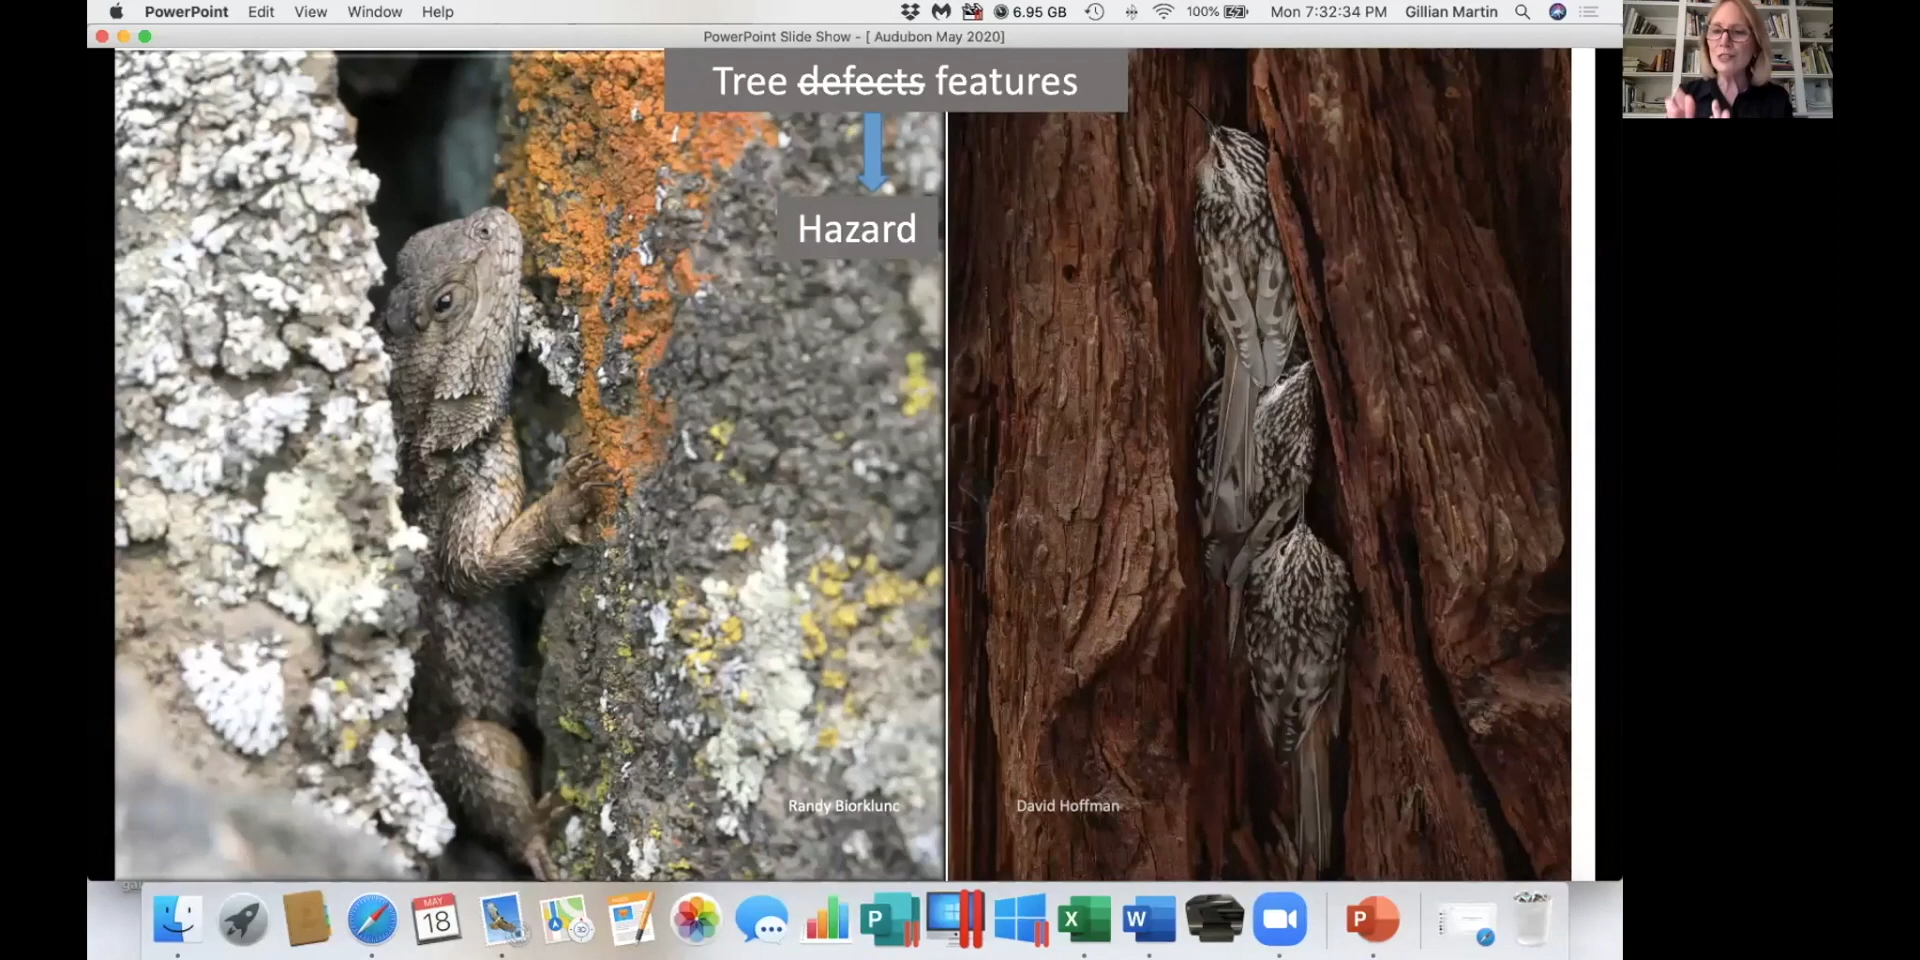 PowerPoint Edit View Window Help 6.95 GB 100% Mon 7:32:34 PM Gillian Martin
PowerPoint Slide Show - [ Audubon May 2020]
Tree defects features
Hazard
Randy Biorklunc
David Hoffman
MAY
18
3D
P
X
W
P